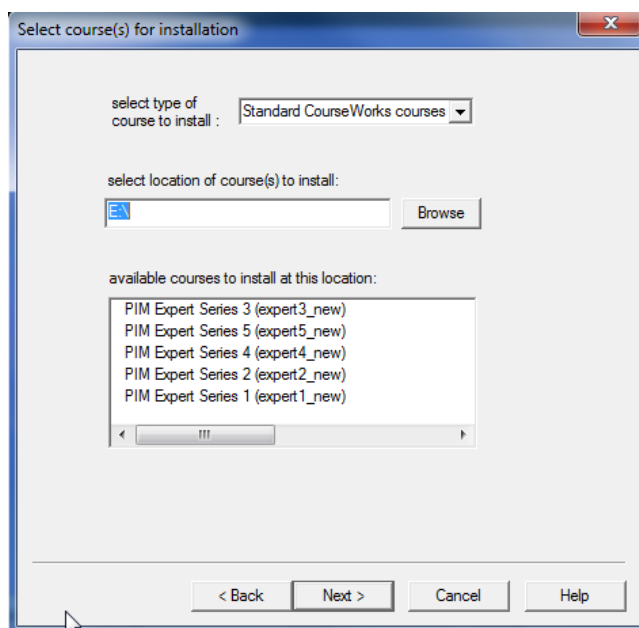 Select course(s) for installation
select type of
course to install :
Standard CourseWorks courses
select location of course(s) to install:
E:\
Browse
available courses to install at this location:
PIM Expert Series 3 (expert3_new)
PIM Expert Series 5 (expert5_new)
PIM Expert Series 4 (expert4_new)
PIM Expert Series 2 (expert2_new)
PIM Expert Series 1 (expert1_new)
< Back
Next >
Cancel
Help